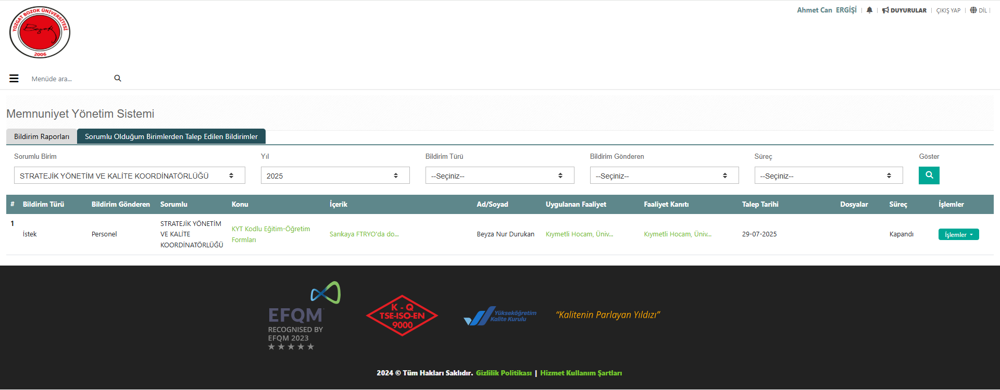 YOZGAT BOZOK ÜNİVERSİTESİ
Bozok
2006
Ahmet Can ERGİŞİ | | DUYURULAR | ÇIKIŞ YAP | DİL |
Menüde ara...
Memnuniyet Yönetim Sistemi
Bildirim Raporları Sorumlu Olduğum Birimlerden Talep Edilen Bildirimler
Sorumlu Birim Yıl Bildirim Türü Bildirim Gönderen Süreç Göster
STRATEJİK YÖNETİM VE KALİTE KOORDİNATÖRLÜĞÜ 2025 --Seçiniz-- --Seçiniz-- --Seçiniz--
# Bildirim Türü Bildirim Gönderen Sorumlu Konu İçerik Ad/Soyad Uygulanan Faaliyet Faaliyet Kanıtı Talep Tarihi Dosyalar Süreç İşlemler
1 İstek Personel STRATEJİK YÖNETİM
VE KALİTE
KOORDİNATÖRLÜĞÜ KYT Kodlu Eğitim-Öğretim
Formları Sarıkaya FTRYO'da do... Beyza Nur Durukan Kıymetli Hocam, Üniv... Kıymetli Hocam, Üniv... 29-07-2025 Kapandı İşlemler
EFQM
RECOGNISED BY
EFQM 2023
K - Q
TSE-ISO-EN
9000
Yükseköğretim
Kalite Kurulu
“Kalitenin Parlayan Yıldızı”
2024 © Tüm Hakları Saklıdır. Gizlilik Politikası | Hizmet Kullanım Şartları